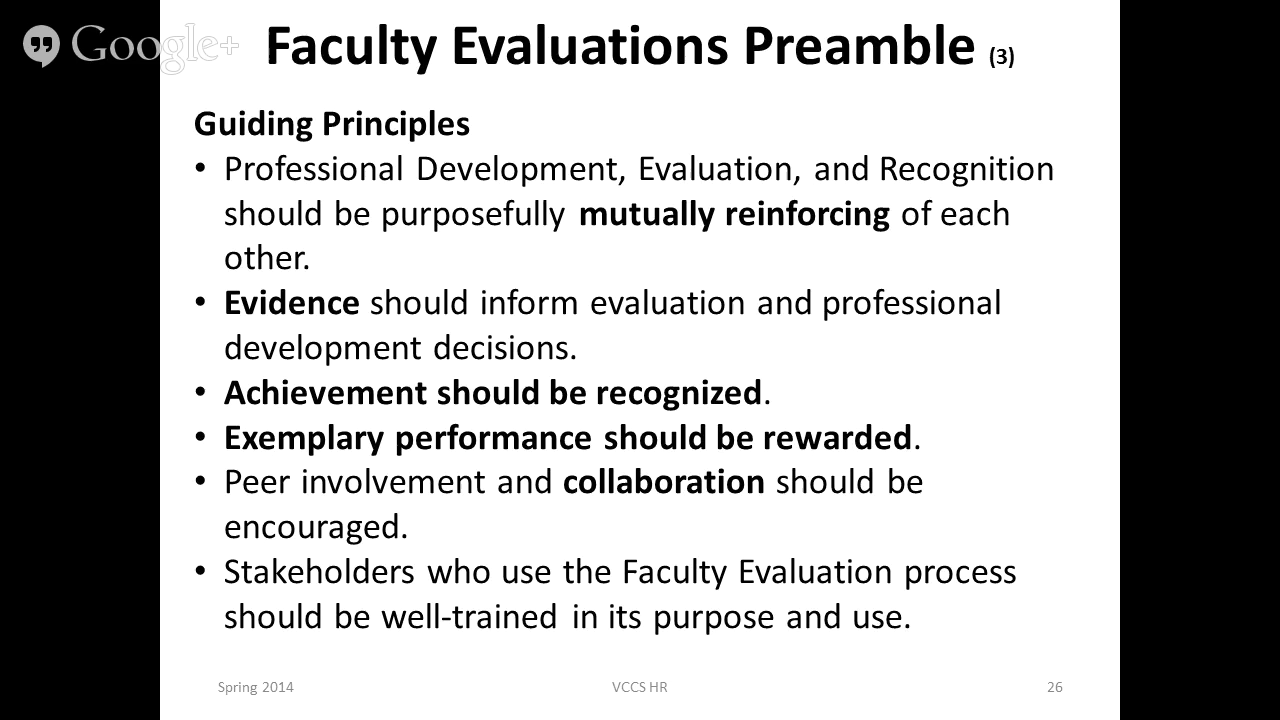 Google+
Faculty Evaluations Preamble (3)
Guiding Principles
• Professional Development, Evaluation, and Recognition
should be purposefully mutually reinforcing of each
other.
• Evidence should inform evaluation and professional
development decisions.
• Achievement should be recognized.
• Exemplary performance should be rewarded.
• Peer involvement and collaboration should be
encouraged.
• Stakeholders who use the Faculty Evaluation process
should be well-trained in its purpose and use.
Spring 2014
VCCS HR
26